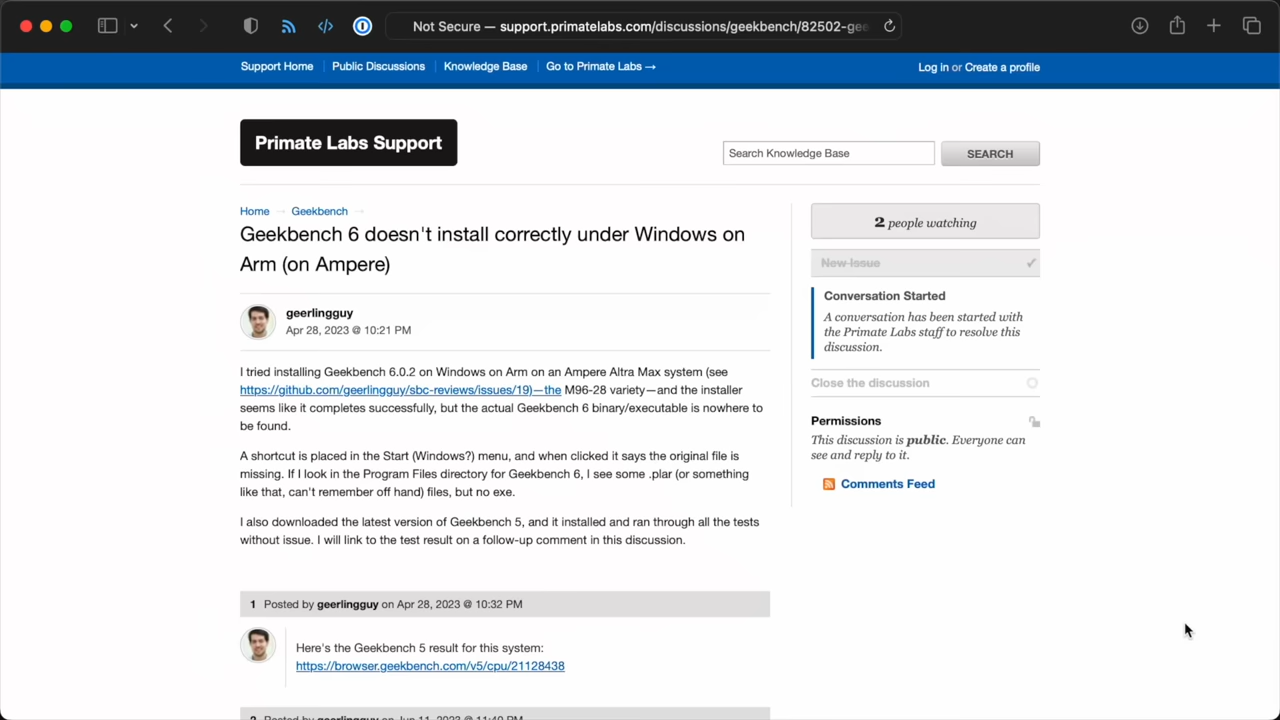 Not Secure — support.primatelabs.com/discussions/geekbench/82502-gee
Support Home
Public Discussions
Knowledge Base
Go to Primate Labs →
Log in or Create a profile
Primate Labs Support
Search Knowledge Base
SEARCH
Home → Geekbench →
Geekbench 6 doesn't install correctly under Windows on
Arm (on Ampere)
geerlingguy
Apr 28, 2023 @ 10:21 PM
I tried installing Geekbench 6.0.2 on Windows on Arm on an Ampere Altra Max system (see
https://github.com/geerlingguy/sbc-reviews/issues/19)—the M96-28 variety—and the installer
seems like it completes successfully, but the actual Geekbench 6 binary/executable is nowhere to
be found.
A shortcut is placed in the Start (Windows?) menu, and when clicked it says the original file is
missing. If I look in the Program Files directory for Geekbench 6, I see some .plar (or something
like that, can't remember off hand) files, but no exe.
I also downloaded the latest version of Geekbench 5, and it installed and ran through all the tests
without issue. I will link to the test result on a follow-up comment in this discussion.
1 Posted by geerlingguy on Apr 28, 2023 @ 10:32 PM
Here's the Geekbench 5 result for this system:
https://browser.geekbench.com/v5/cpu/21128438
2 Posted by geerlingguy on Jun 11, 2023 @ 11:40 PM
2 people watching
New Issue ✓
Conversation Started
A conversation has been started with
the Primate Labs staff to resolve this
discussion.
Close the discussion
Permissions
This discussion is public. Everyone can
see and reply to it.
Comments Feed